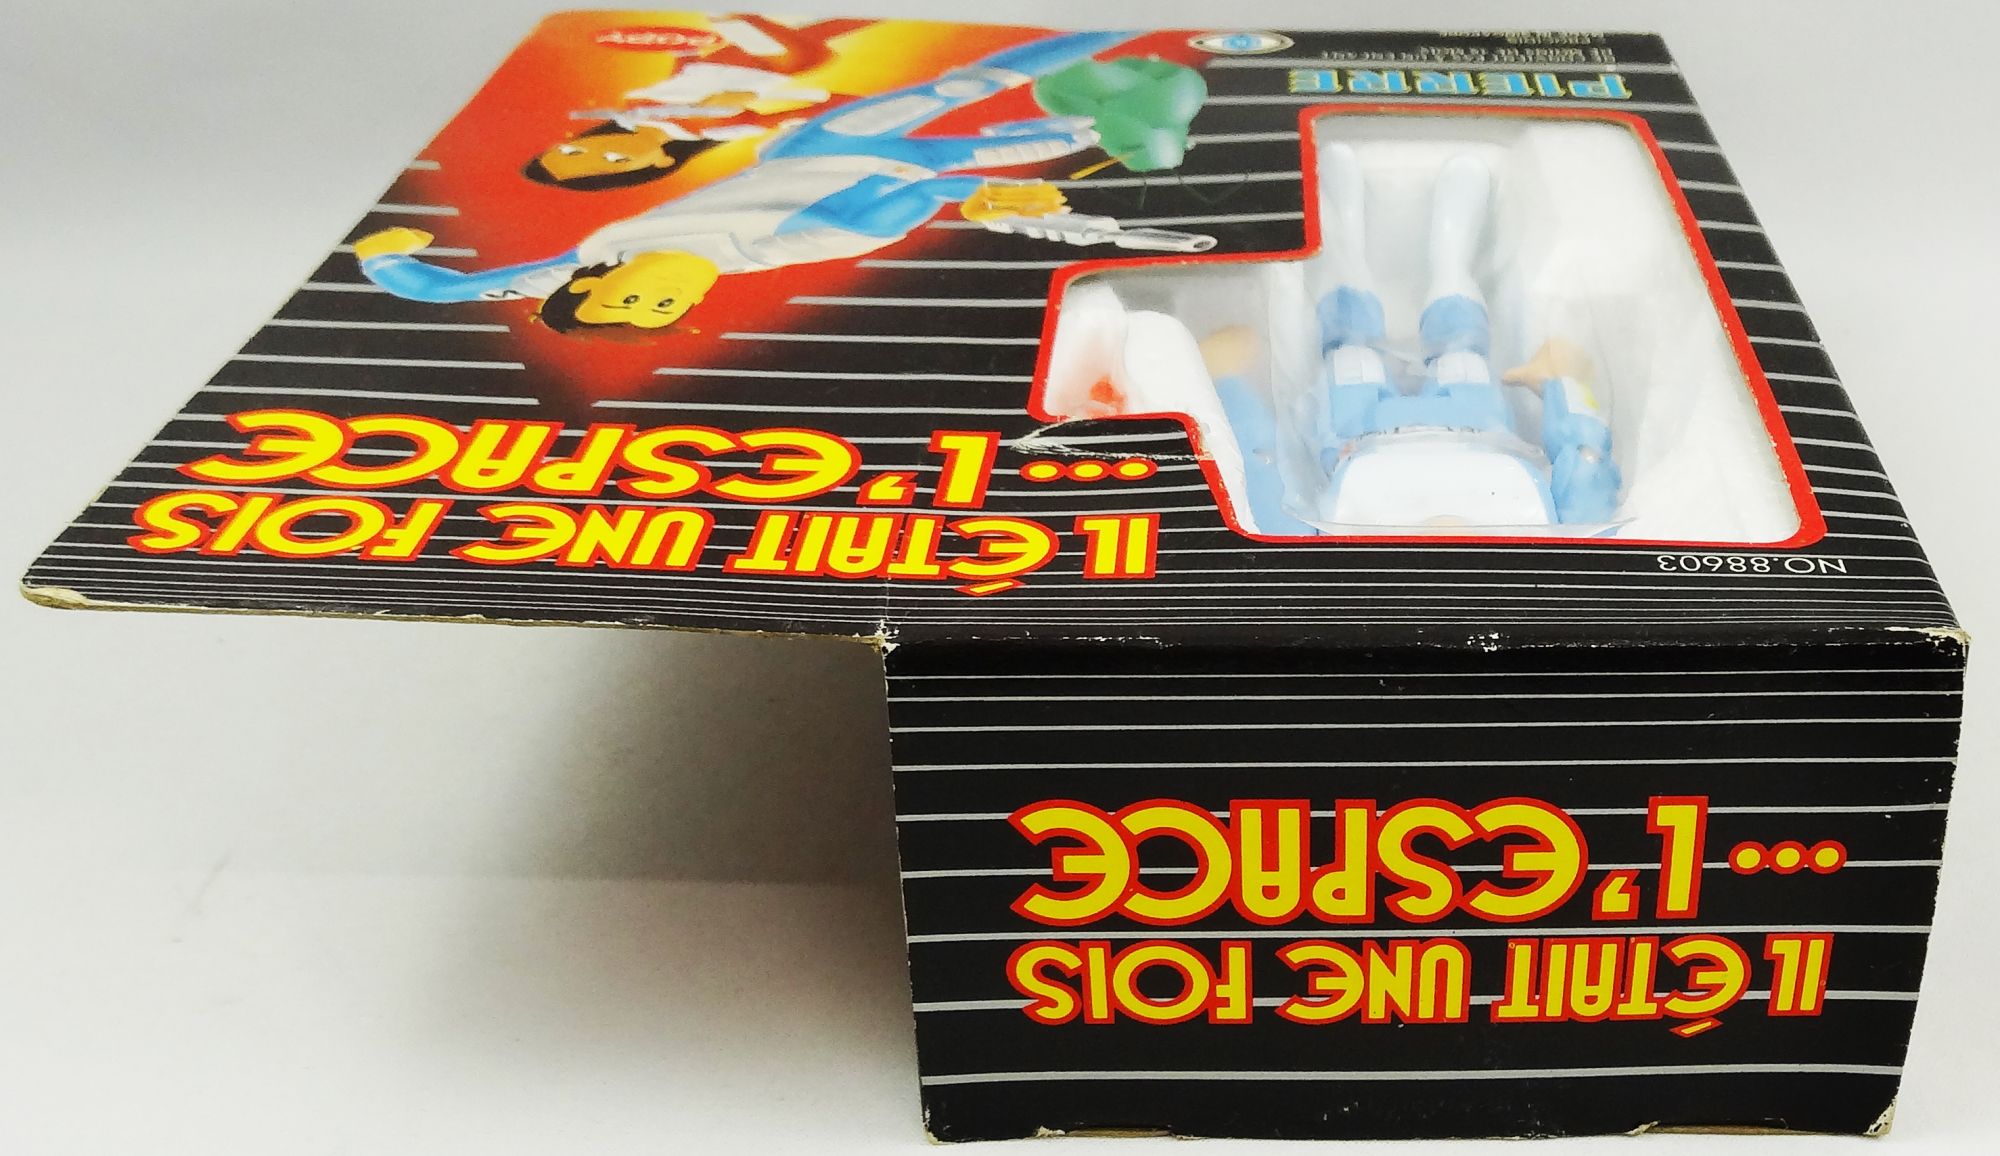 IL ÉTAIT UNE FOIS
... L'ESPACE
NO.88603
IL ÉTAIT UNE FOIS
... L'ESPACE
PIERRE